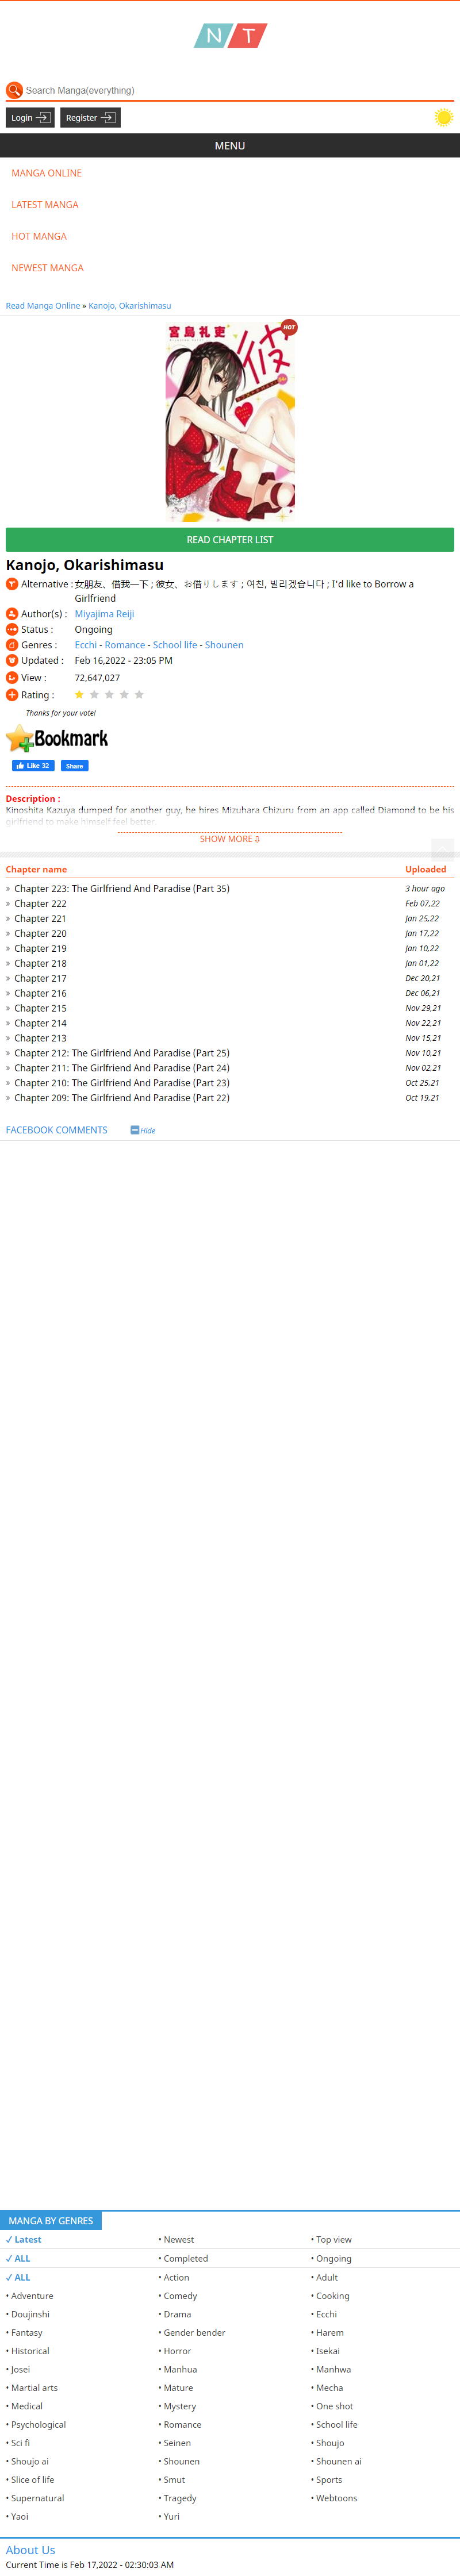 NT
Search Manga(everything)
Login
Register
MENU
MANGA ONLINE
LATEST MANGA
HOT MANGA
NEWEST MANGA
Read Manga Online » Kanojo, Okarishimasu
HOT
宮島礼吏
READ CHAPTER LIST
Kanojo, Okarishimasu
Alternative : 女朋友、借我一下 ; 彼女、お借りします ; 여친, 빌리겠습니다 ; I'd like to Borrow a
Girlfriend
Author(s) : Miyajima Reiji
Status : Ongoing
Genres : Ecchi - Romance - School life - Shounen
Updated : Feb 16,2022 - 23:05 PM
View : 72,647,027
Rating :
Thanks for your vote!
Bookmark
Like 32 Share
Description :
Kinoshita Kazuya dumped for another guy, he hires Mizuhara Chizuru from an app called Diamond to be his
girlfriend to make himself feel better.
SHOW MORE ⇩
Chapter name Uploaded
» Chapter 223: The Girlfriend And Paradise (Part 35) 3 hour ago
» Chapter 222 Feb 07,22
» Chapter 221 Jan 25,22
» Chapter 220 Jan 17,22
» Chapter 219 Jan 10,22
» Chapter 218 Jan 01,22
» Chapter 217 Dec 20,21
» Chapter 216 Dec 06,21
» Chapter 215 Nov 29,21
» Chapter 214 Nov 22,21
» Chapter 213 Nov 15,21
» Chapter 212: The Girlfriend And Paradise (Part 25) Nov 10,21
» Chapter 211: The Girlfriend And Paradise (Part 24) Nov 02,21
» Chapter 210: The Girlfriend And Paradise (Part 23) Oct 25,21
» Chapter 209: The Girlfriend And Paradise (Part 22) Oct 19,21
FACEBOOK COMMENTS Hide
MANGA BY GENRES
✓ Latest • Newest • Top view
✓ ALL • Completed • Ongoing
✓ ALL • Action • Adult
• Adventure • Comedy • Cooking
• Doujinshi • Drama • Ecchi
• Fantasy • Gender bender • Harem
• Historical • Horror • Isekai
• Josei • Manhua • Manhwa
• Martial arts • Mature • Mecha
• Medical • Mystery • One shot
• Psychological • Romance • School life
• Sci fi • Seinen • Shoujo
• Shoujo ai • Shounen • Shounen ai
• Slice of life • Smut • Sports
• Supernatural • Tragedy • Webtoons
• Yaoi • Yuri
About Us
Current Time is Feb 17,2022 - 02:30:03 AM